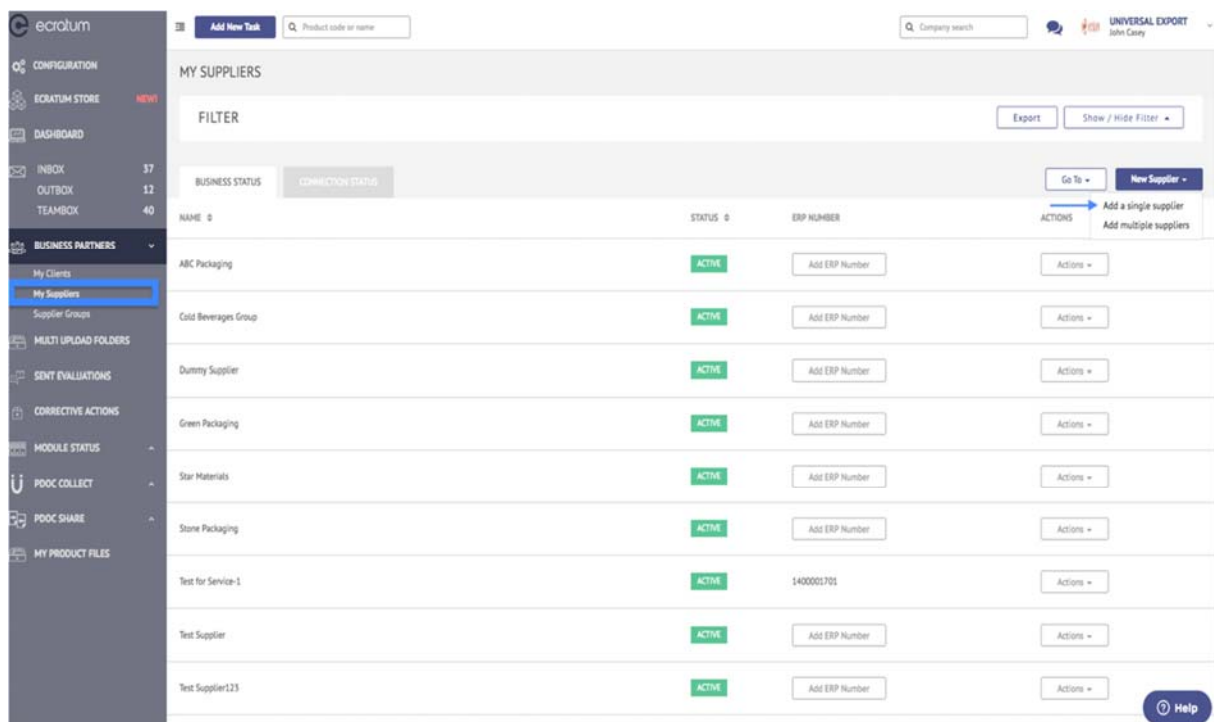 ecratum
Add New Task
Product code or name
Company search
UNIVERSAL EXPORT
John Casey
CONFIGURATION
ECRATUM STORE NEW!
DASHBOARD
INBOX 37
OUTBOX 12
TEAMBOX 40
BUSINESS PARTNERS
My Clients
My Suppliers
Supplier Groups
MULTI UPLOAD FOLDERS
SENT EVALUATIONS
CORRECTIVE ACTIONS
MODULE STATUS
PDOC COLLECT
PDOC SHARE
MY PRODUCT FILES
MY SUPPLIERS
FILTER
Export
Show / Hide Filter
BUSINESS STATUS
CONNECTION STATUS
Go To
New Supplier
Add a single supplier
Add multiple suppliers
NAME STATUS ERP NUMBER ACTIONS
ABC Packaging ACTIVE Add ERP Number Actions
Cold Beverages Group ACTIVE Add ERP Number Actions
Dummy Supplier ACTIVE Add ERP Number Actions
Green Packaging ACTIVE Add ERP Number Actions
Star Materials ACTIVE Add ERP Number Actions
Stone Packaging ACTIVE Add ERP Number Actions
Test for Service-1 ACTIVE 1400001701 Actions
Test Supplier ACTIVE Add ERP Number Actions
Test Supplier123 ACTIVE Add ERP Number Actions
Help